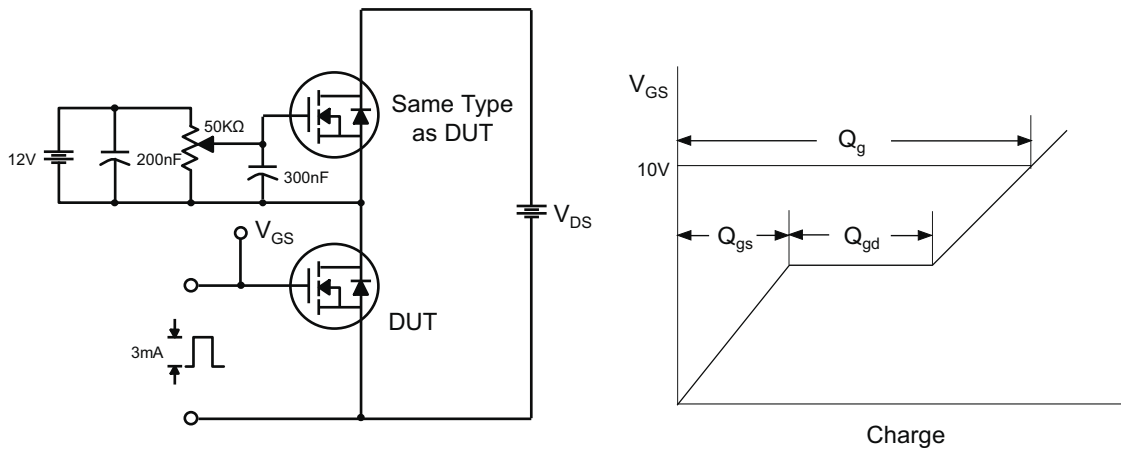 Same Type
as DUT
50KΩ
12V
200nF
300nF
V_GS
V_DS
DUT
3mA
V_GS
Q_g
10V
Q_gs
Q_gd
Charge